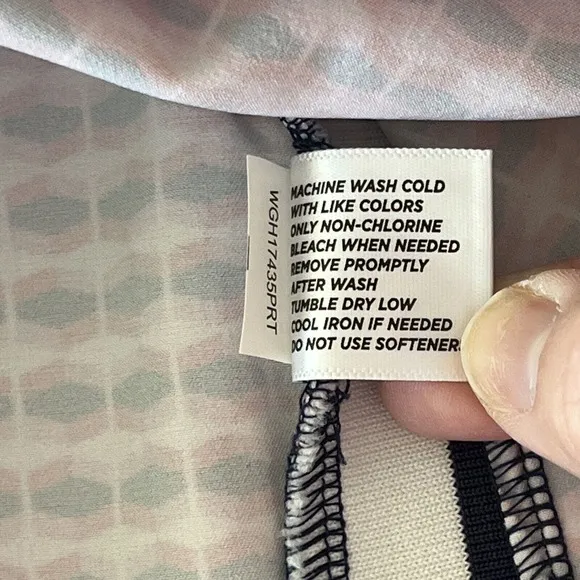 MACHINE WASH COLD
WITH LIKE COLORS
ONLY NON-CHLORINE
BLEACH WHEN NEEDED
REMOVE PROMPTLY
AFTER WASH
TUMBLE DRY LOW
COOL IRON IF NEEDED
DO NOT USE SOFTENER
WGH17435PRT